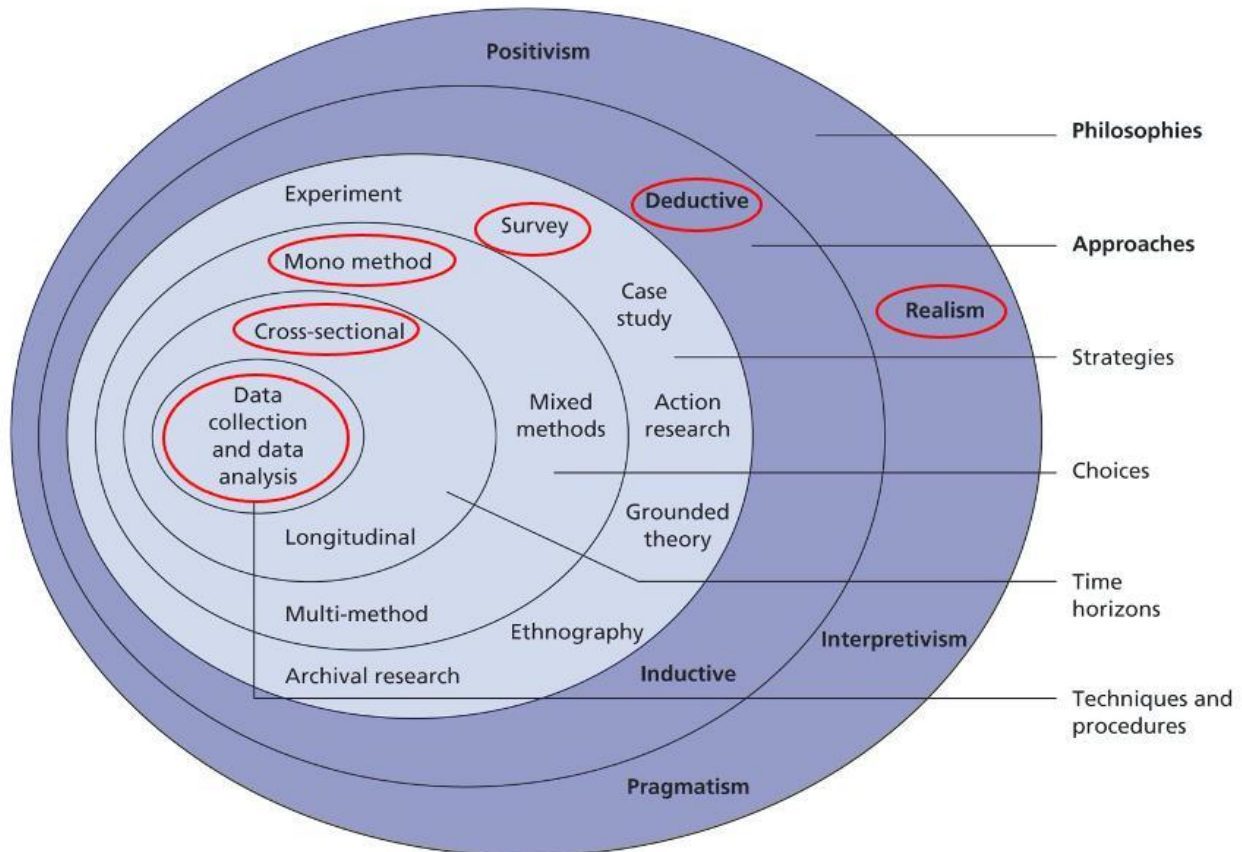 Positivism
Philosophies
Experiment
Deductive
Survey
Approaches
Mono method
Case
study
Realism
Cross-sectional
Strategies
Data
collection
and data
analysis
Mixed
methods
Action
research
Choices
Grounded
theory
Longitudinal
Time
horizons
Multi-method
Ethnography
Interpretivism
Archival research
Inductive
Techniques and
procedures
Pragmatism